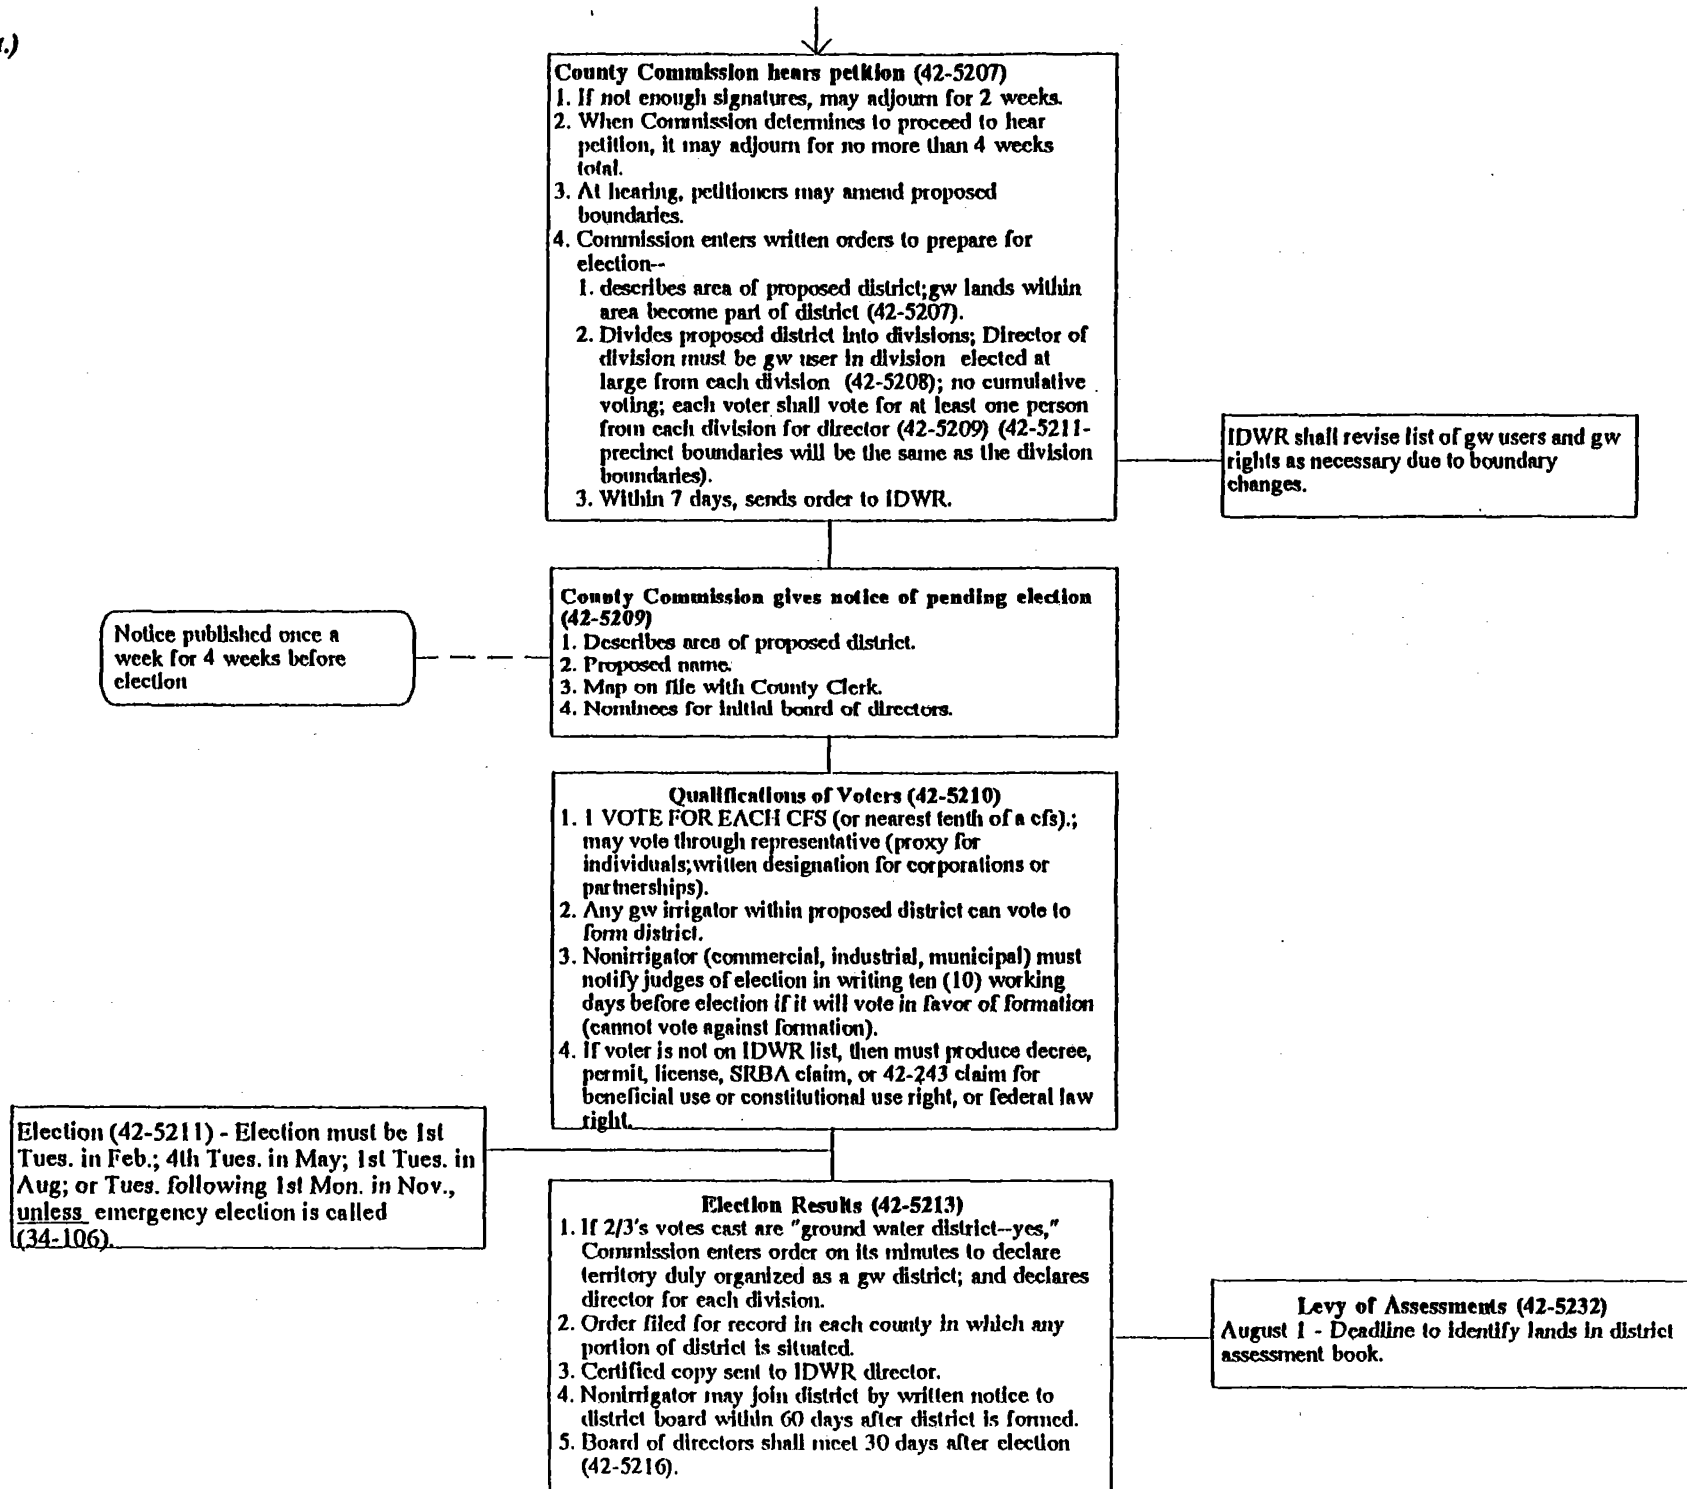 .)
County Commission hears petition (42-5207)
1. If not enough signatures, may adjourn for 2 weeks.
2. When Commission determines to proceed to hear
petition, it may adjourn for no more than 4 weeks
total.
3. At hearing, petitioners may amend proposed
boundaries.
4. Commission enters written orders to prepare for
election--
1. describes area of proposed district;gw lands within
area become part of district (42-5207).
2. Divides proposed district into divisions; Director of
division must be gw user in division elected at
large from each division (42-5208); no cumulative
voting; each voter shall vote for at least one person
from each division for director (42-5209) (42-5211-
precinct boundaries will be the same as the division
boundaries).
3. Within 7 days, sends order to IDWR.
IDWR shall revise list of gw users and gw
rights as necessary due to boundary
changes.
County Commission gives notice of pending election
(42-5209)
1. Describes area of proposed district.
2. Proposed name.
3. Map on file with County Clerk.
4. Nominees for initial board of directors.
Notice published once a
week for 4 weeks before
election
Qualifications of Voters (42-5210)
1. 1 VOTE FOR EACH CFS (or nearest tenth of a cfs).;
may vote through representative (proxy for
individuals;written designation for corporations or
partnerships).
2. Any gw irrigator within proposed district can vote to
form district.
3. Nonirrigator (commercial, industrial, municipal) must
notify judges of election in writing ten (10) working
days before election if it will vote in favor of formation
(cannot vote against formation).
4. If voter is not on IDWR list, then must produce decree,
permit, license, SRBA claim, or 42-243 claim for
beneficial use or constitutional use right, or federal law
right.
Election (42-5211) - Election must be 1st
Tues. in Feb.; 4th Tues. in May; 1st Tues. in
Aug; or Tues. following 1st Mon. in Nov.,
unless emergency election is called
(34-106).
Election Results (42-5213)
1. If 2/3's votes cast are "ground water district--yes,"
Commission enters order on its minutes to declare
territory duly organized as a gw district; and declares
director for each division.
2. Order filed for record in each county in which any
portion of district is situated.
3. Certified copy sent to IDWR director.
4. Nonirrigator may join district by written notice to
district board within 60 days after district is formed.
5. Board of directors shall meet 30 days after election
(42-5216).
Levy of Assessments (42-5232)
August 1 - Deadline to identify lands in district
assessment book.